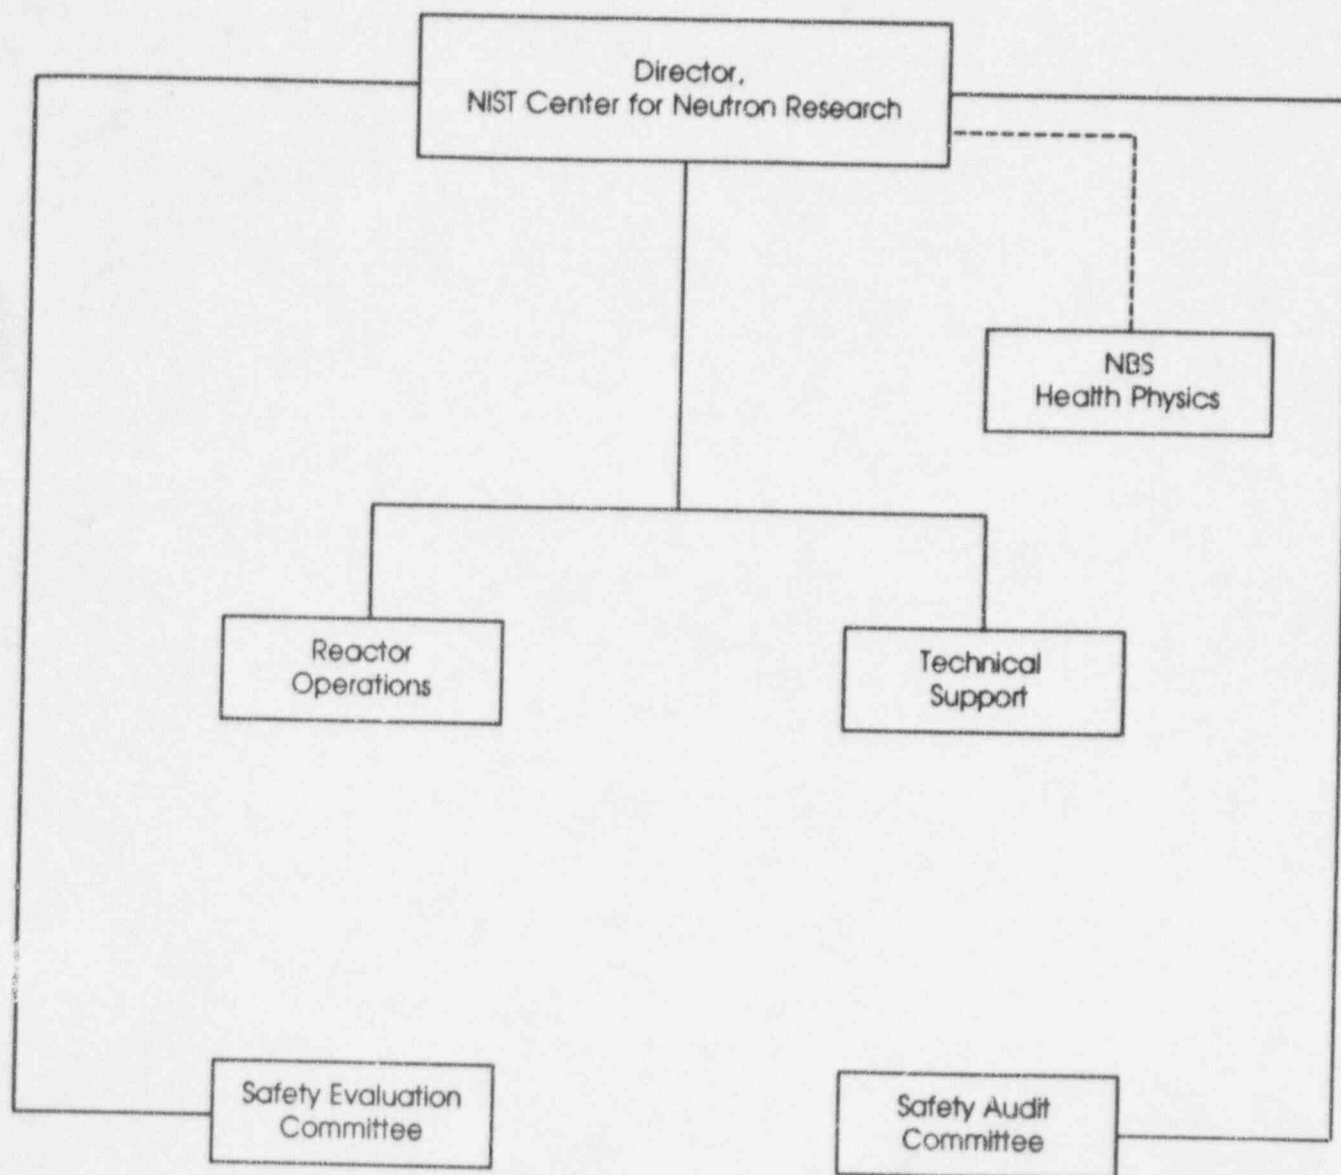 Director,
NIST Center for Neutron Research
NBS
Health Physics
Reactor
Operations
Technical
Support
Safety Evaluation
Committee
Safety Audit
Committee